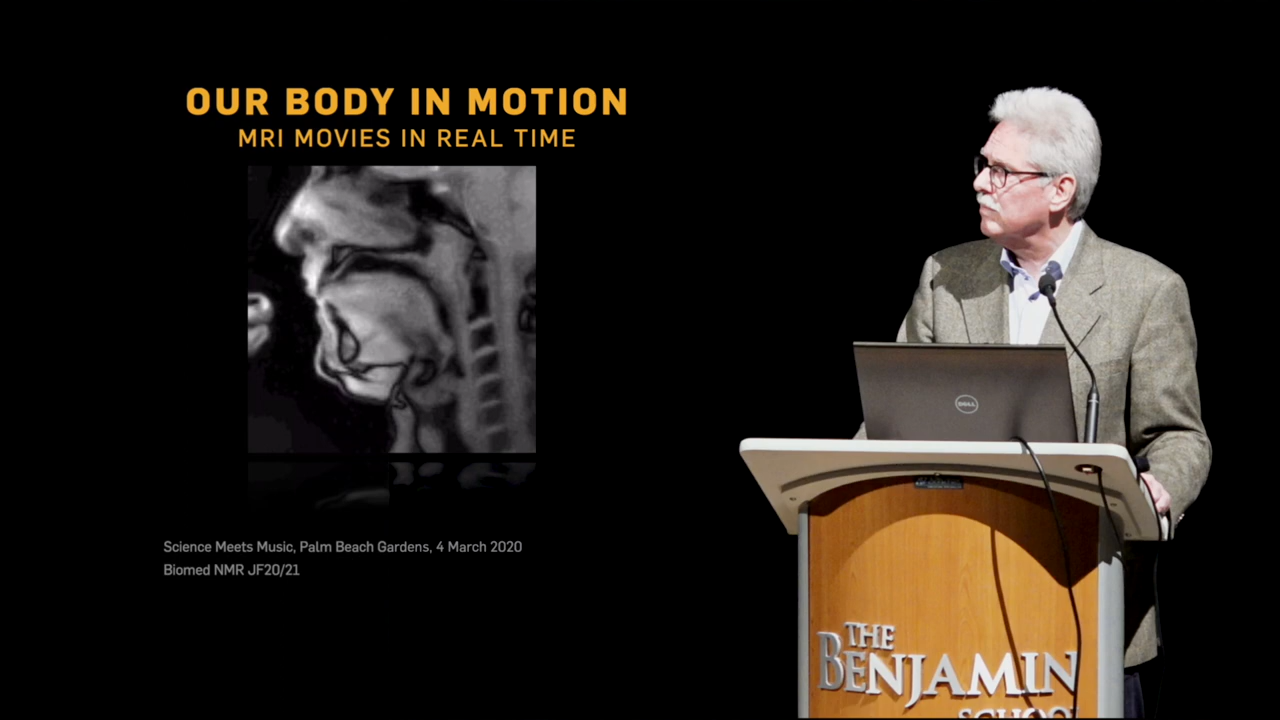 OUR BODY IN MOTION
MRI MOVIES IN REAL TIME
Science Meets Music, Palm Beach Gardens, 4 March 2020
Biomed NMR JF20/21
DELL
THE
BENJAMIN
SCHOOL